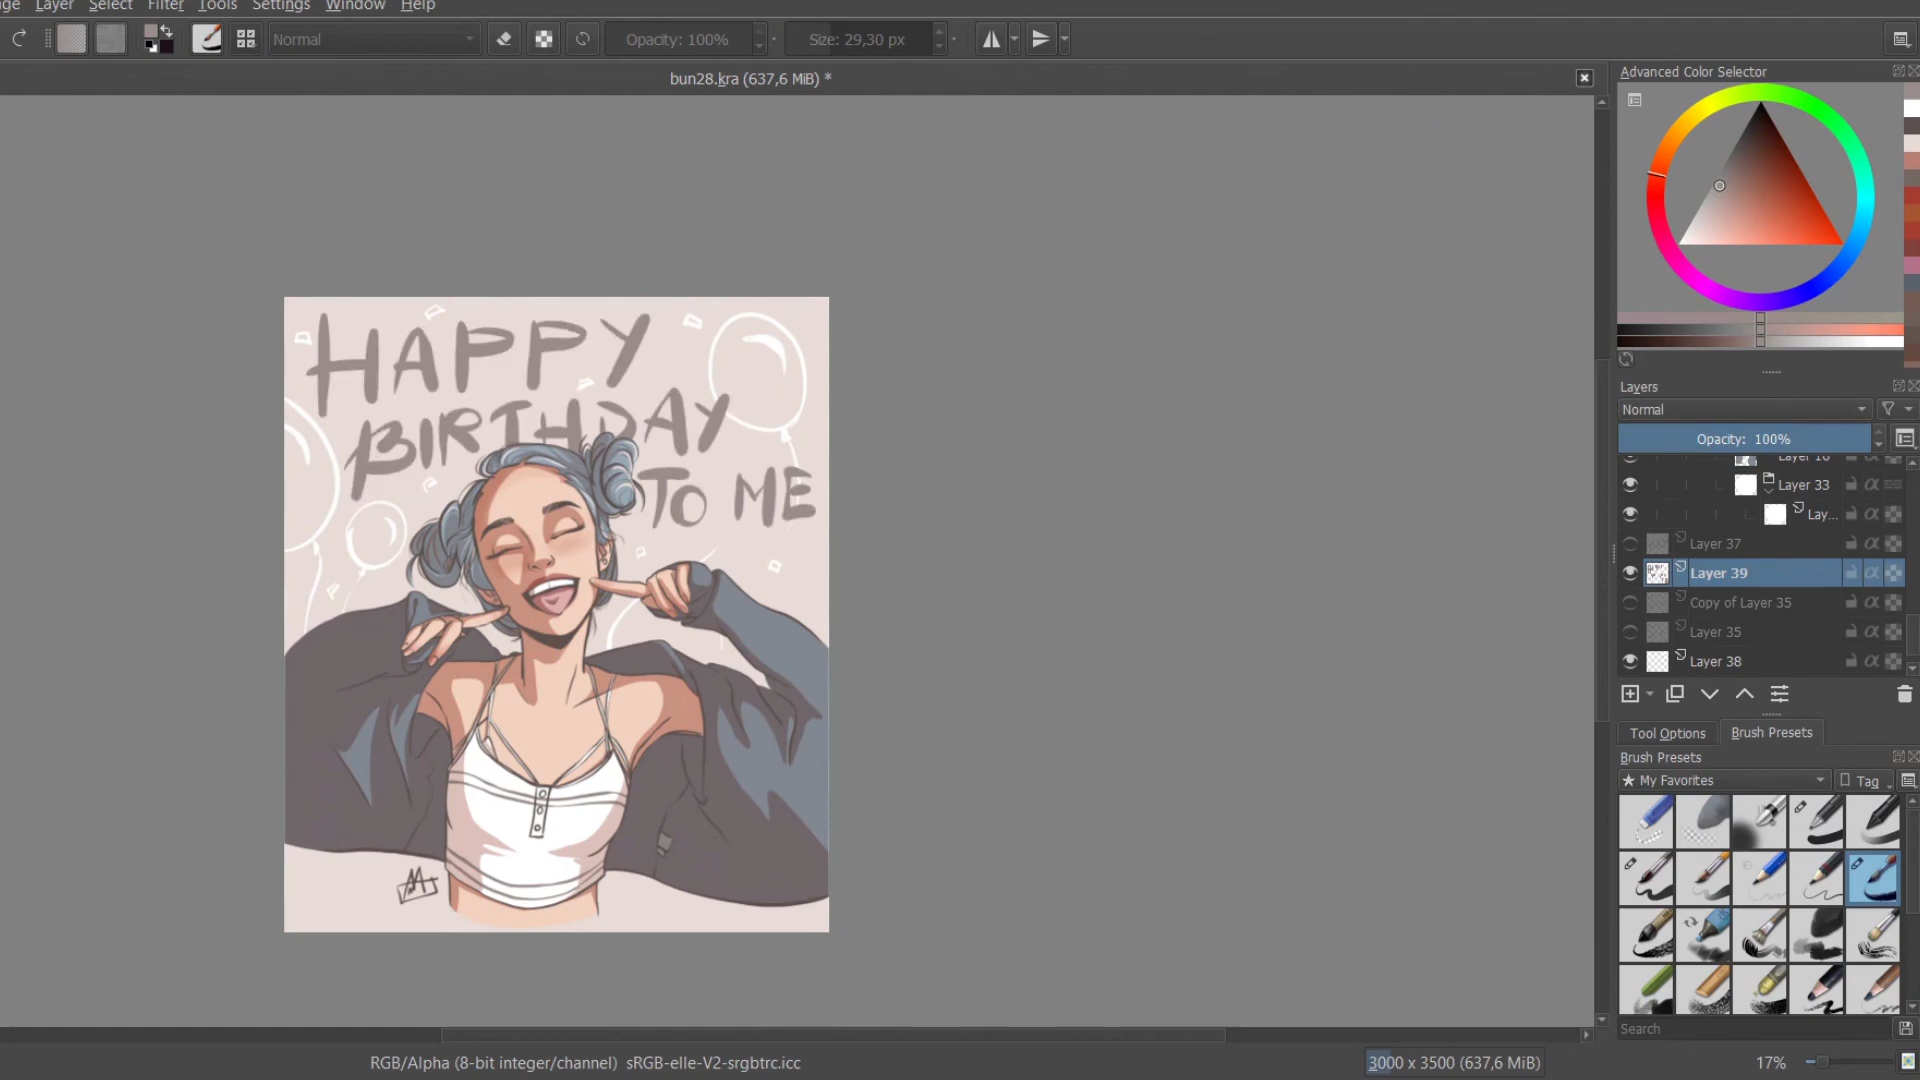 ge Layer Select Filter Tools Settings Window Help
Normal Opacity: 100% Size: 29,30 px
bun28.kra (637,6 MiB) *
HAPPY
BIRTHDAY
TO ME
Advanced Color Selector
Layers
Normal
Opacity: 100%
Layer 16
Layer 33
Lay...
Layer 37
Layer 39
Copy of Layer 35
Layer 35
Layer 38
Tool Options Brush Presets
Brush Presets
★ My Favorites Tag
Search
RGB/Alpha (8-bit integer/channel) sRGB-elle-V2-srgbtrc.icc 3000 x 3500 (637,6 MiB) 17%